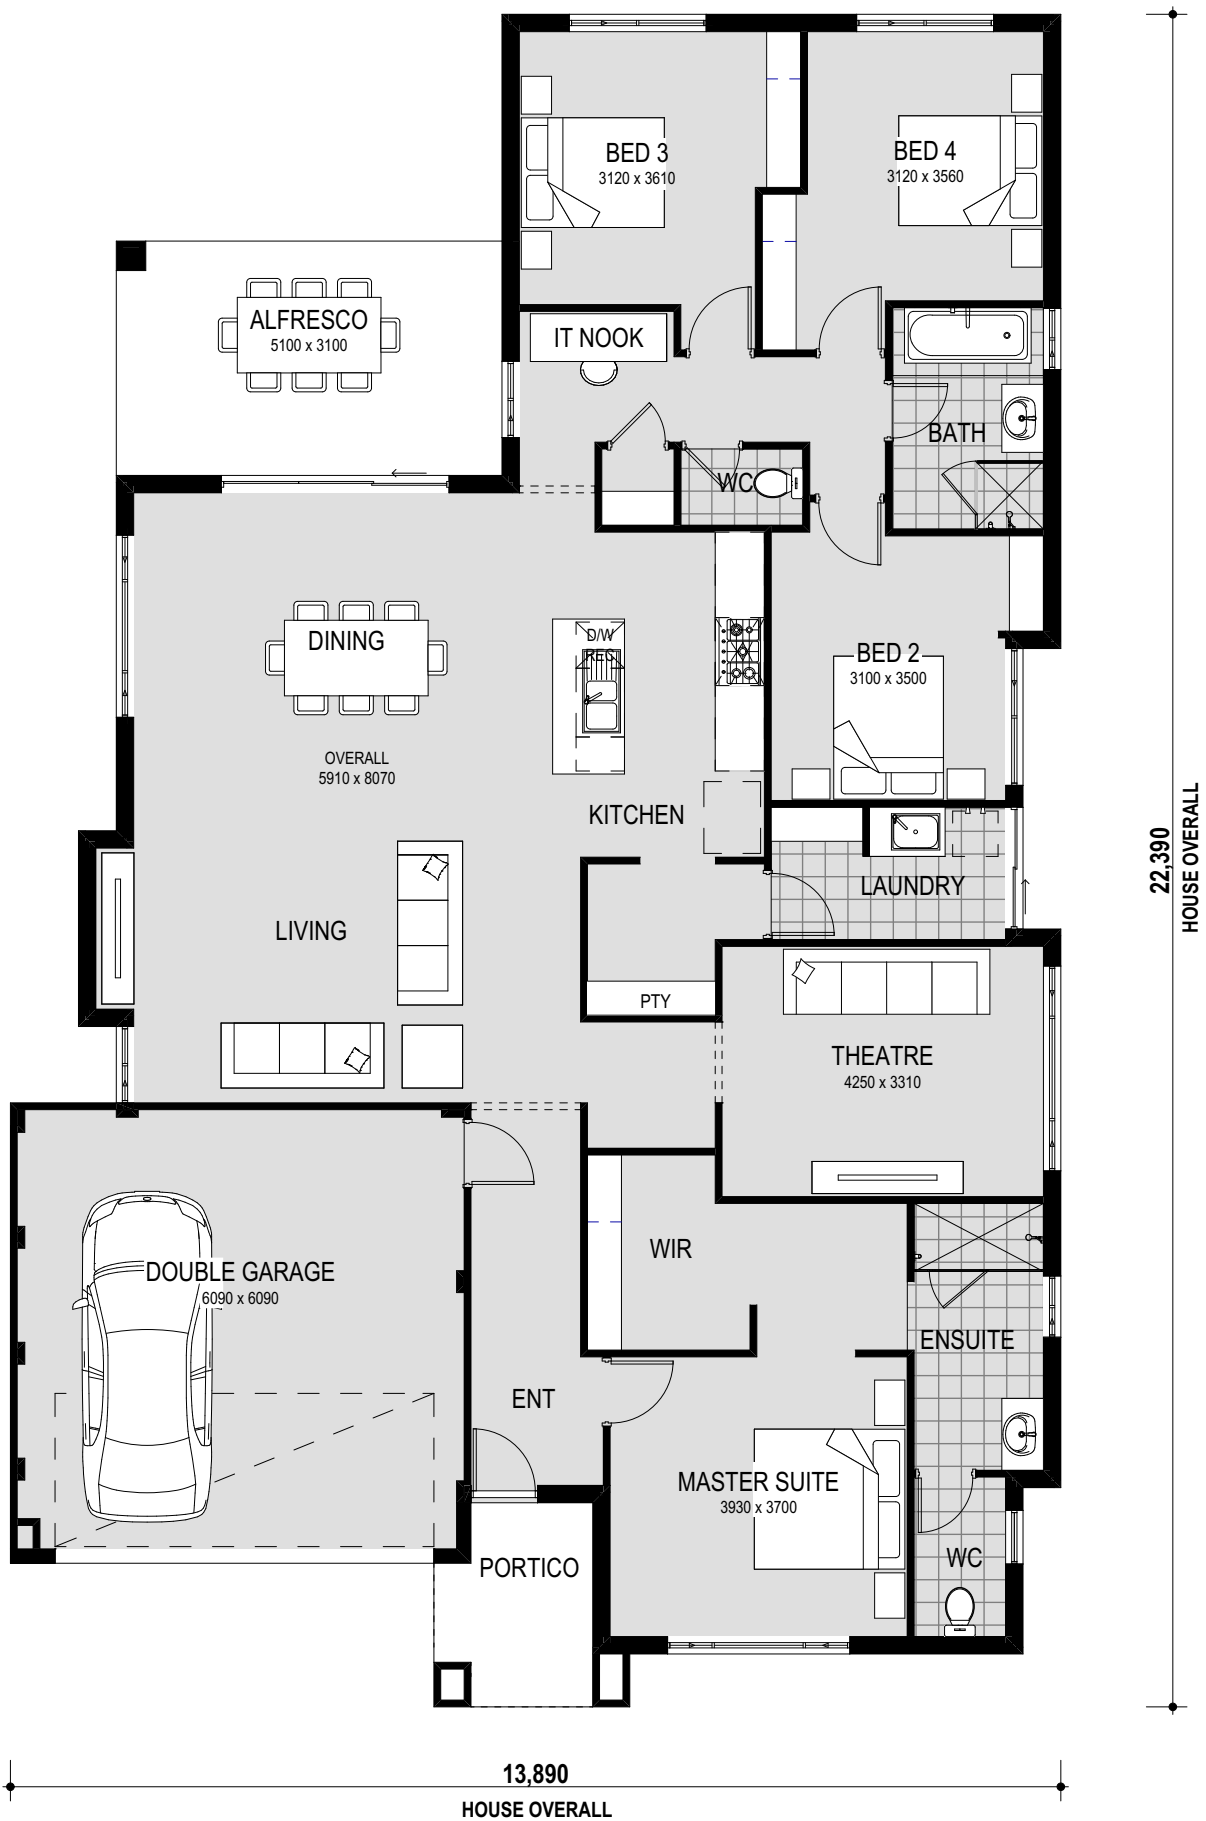 BED 3
3120 x 3610
BED 4
3120 x 3560
ALFRESCO
5100 x 3100
IT NOOK
BATH
WC
DINING
D/W
REC
BED 2
3100 x 3500
OVERALL
5910 x 8070
KITCHEN
LAUNDRY
LIVING
PTY
THEATRE
4250 x 3310
WIR
DOUBLE GARAGE
6090 x 6090
ENSUITE
ENT
MASTER SUITE
3930 x 3700
WC
PORTICO
22,390
HOUSE OVERALL
13,890
HOUSE OVERALL